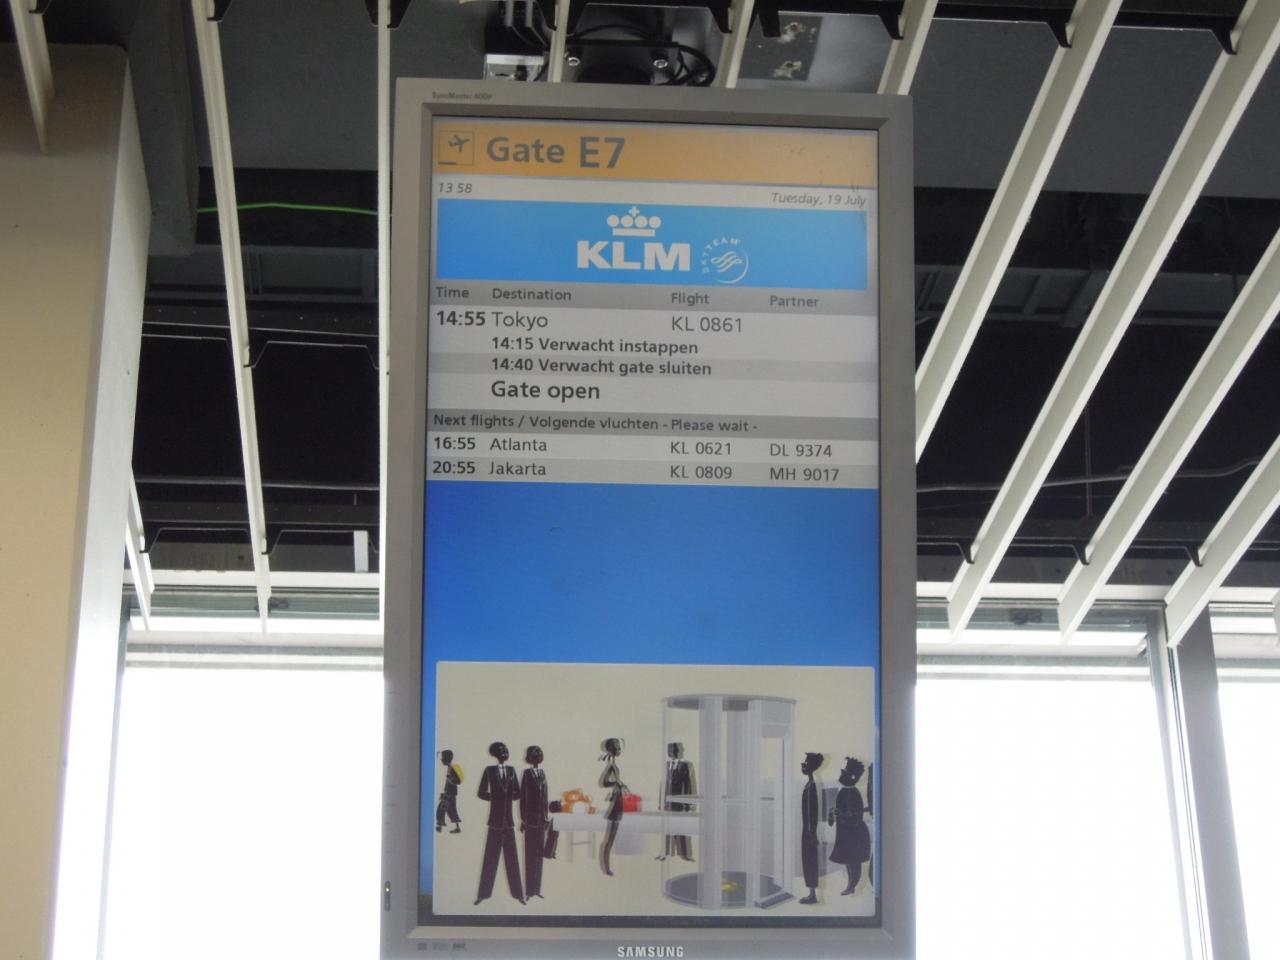 SyncMaster 400P
Gate E7
13 58
Tuesday, 19 July
KLM
SKYTEAM
Time Destination Flight Partner
14:55 Tokyo KL 0861
14:15 Verwacht instappen
14:40 Verwacht gate sluiten
Gate open
Next flights / Volgende vluchten - Please wait -
16:55 Atlanta KL 0621 DL 9374
20:55 Jakarta KL 0809 MH 9017
SAMSUNG